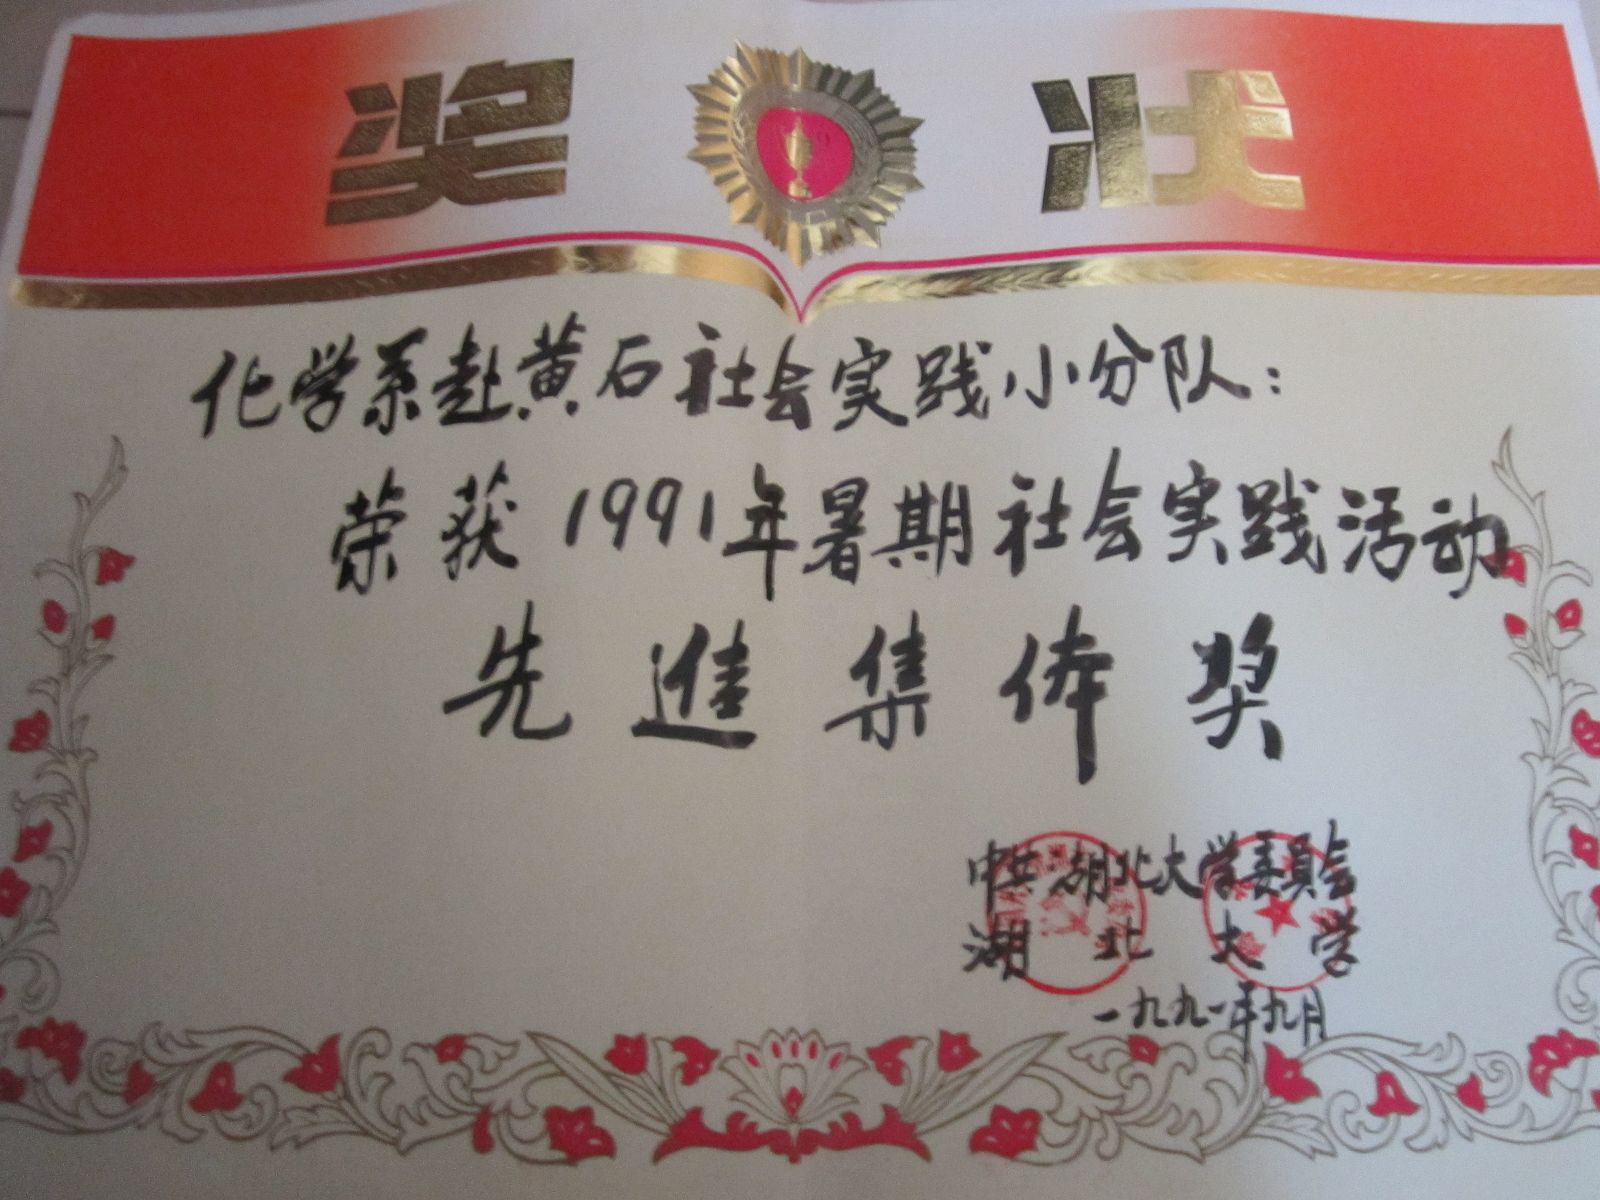 奖状
化学系赴黄石社会实践小分队:
荣获1991年暑期社会实践活动
先進集体奖
中共湖北大学委員会
湖北大学
一九九一年九月